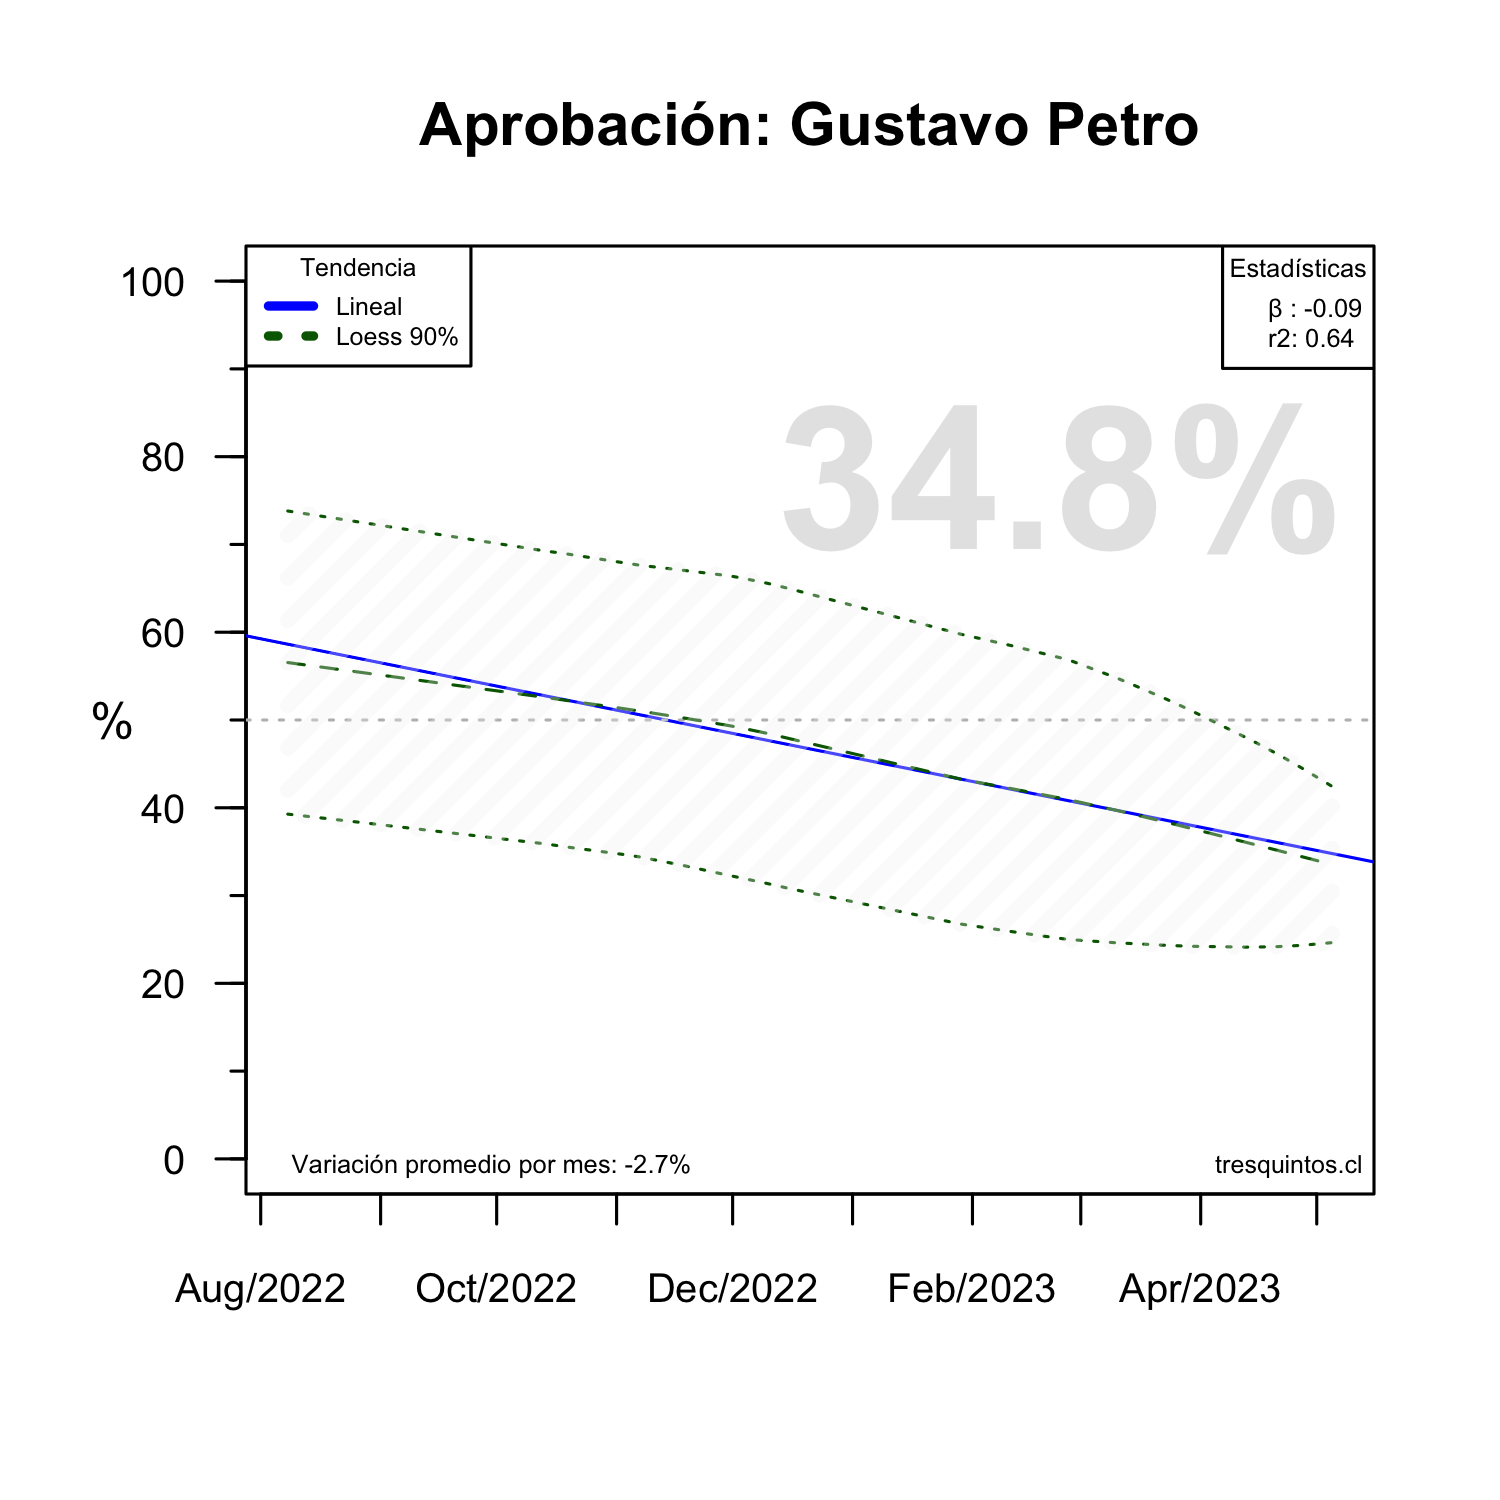 Aprobación: Gustavo Petro
Tendencia
Lineal
Loess 90%
Estadísticas
β : -0.09
r2: 0.64
34.8%
100
80
60
%
40
20
0
Variación promedio por mes: -2.7%
tresquintos.cl
Aug/2022
Oct/2022
Dec/2022
Feb/2023
Apr/2023